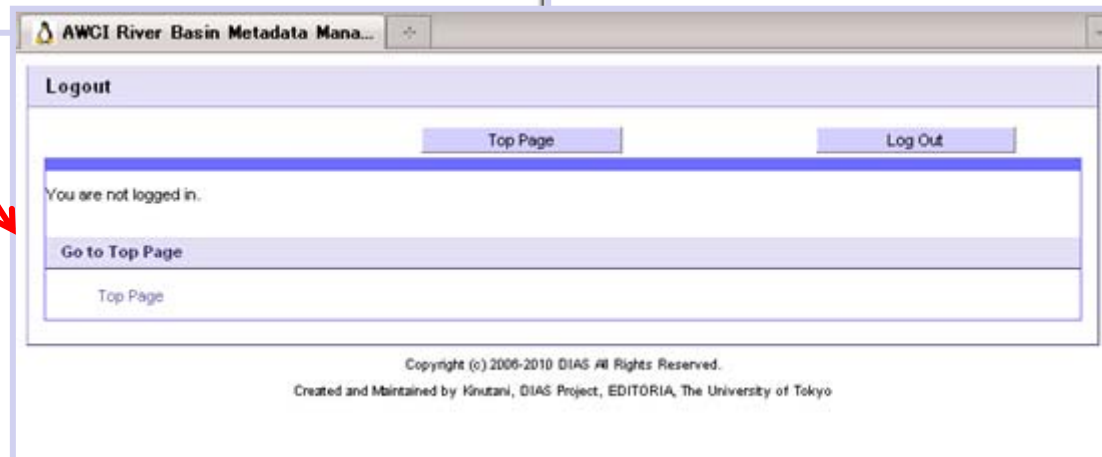 AWCI River Basin Metadata Mana...
Logout
Top Page Log Out
You are not logged in.
Go to Top Page
Top Page
Copyright (c) 2006-2010 DIAS All Rights Reserved.
Created and Maintained by Kinutani, DIAS Project, EDITORIA, The University of Tokyo